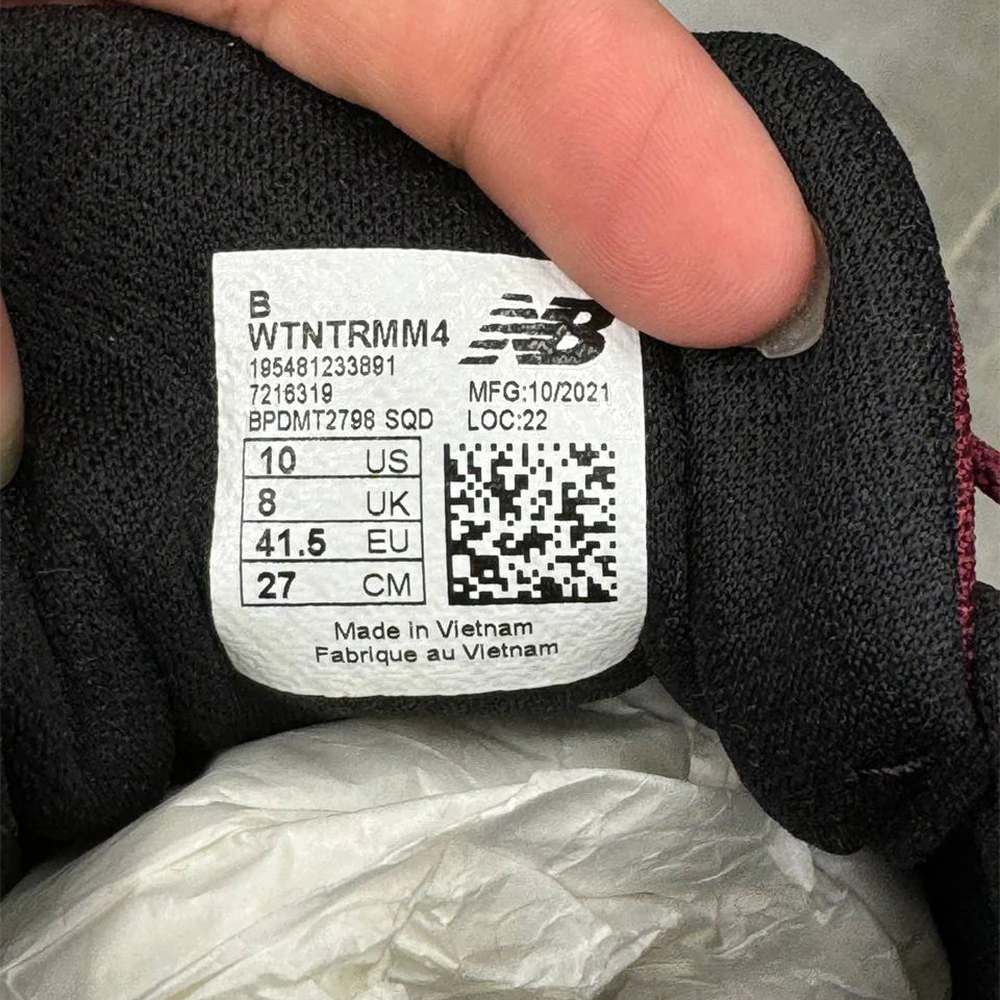 B
WTNTRMM4
NB
195481233891
7216319
MFG:10/2021
BPDMT2798 SQD
LOC:22
10 US
8 UK
41.5 EU
27 CM
Made in Vietnam
Fabrique au Vietnam